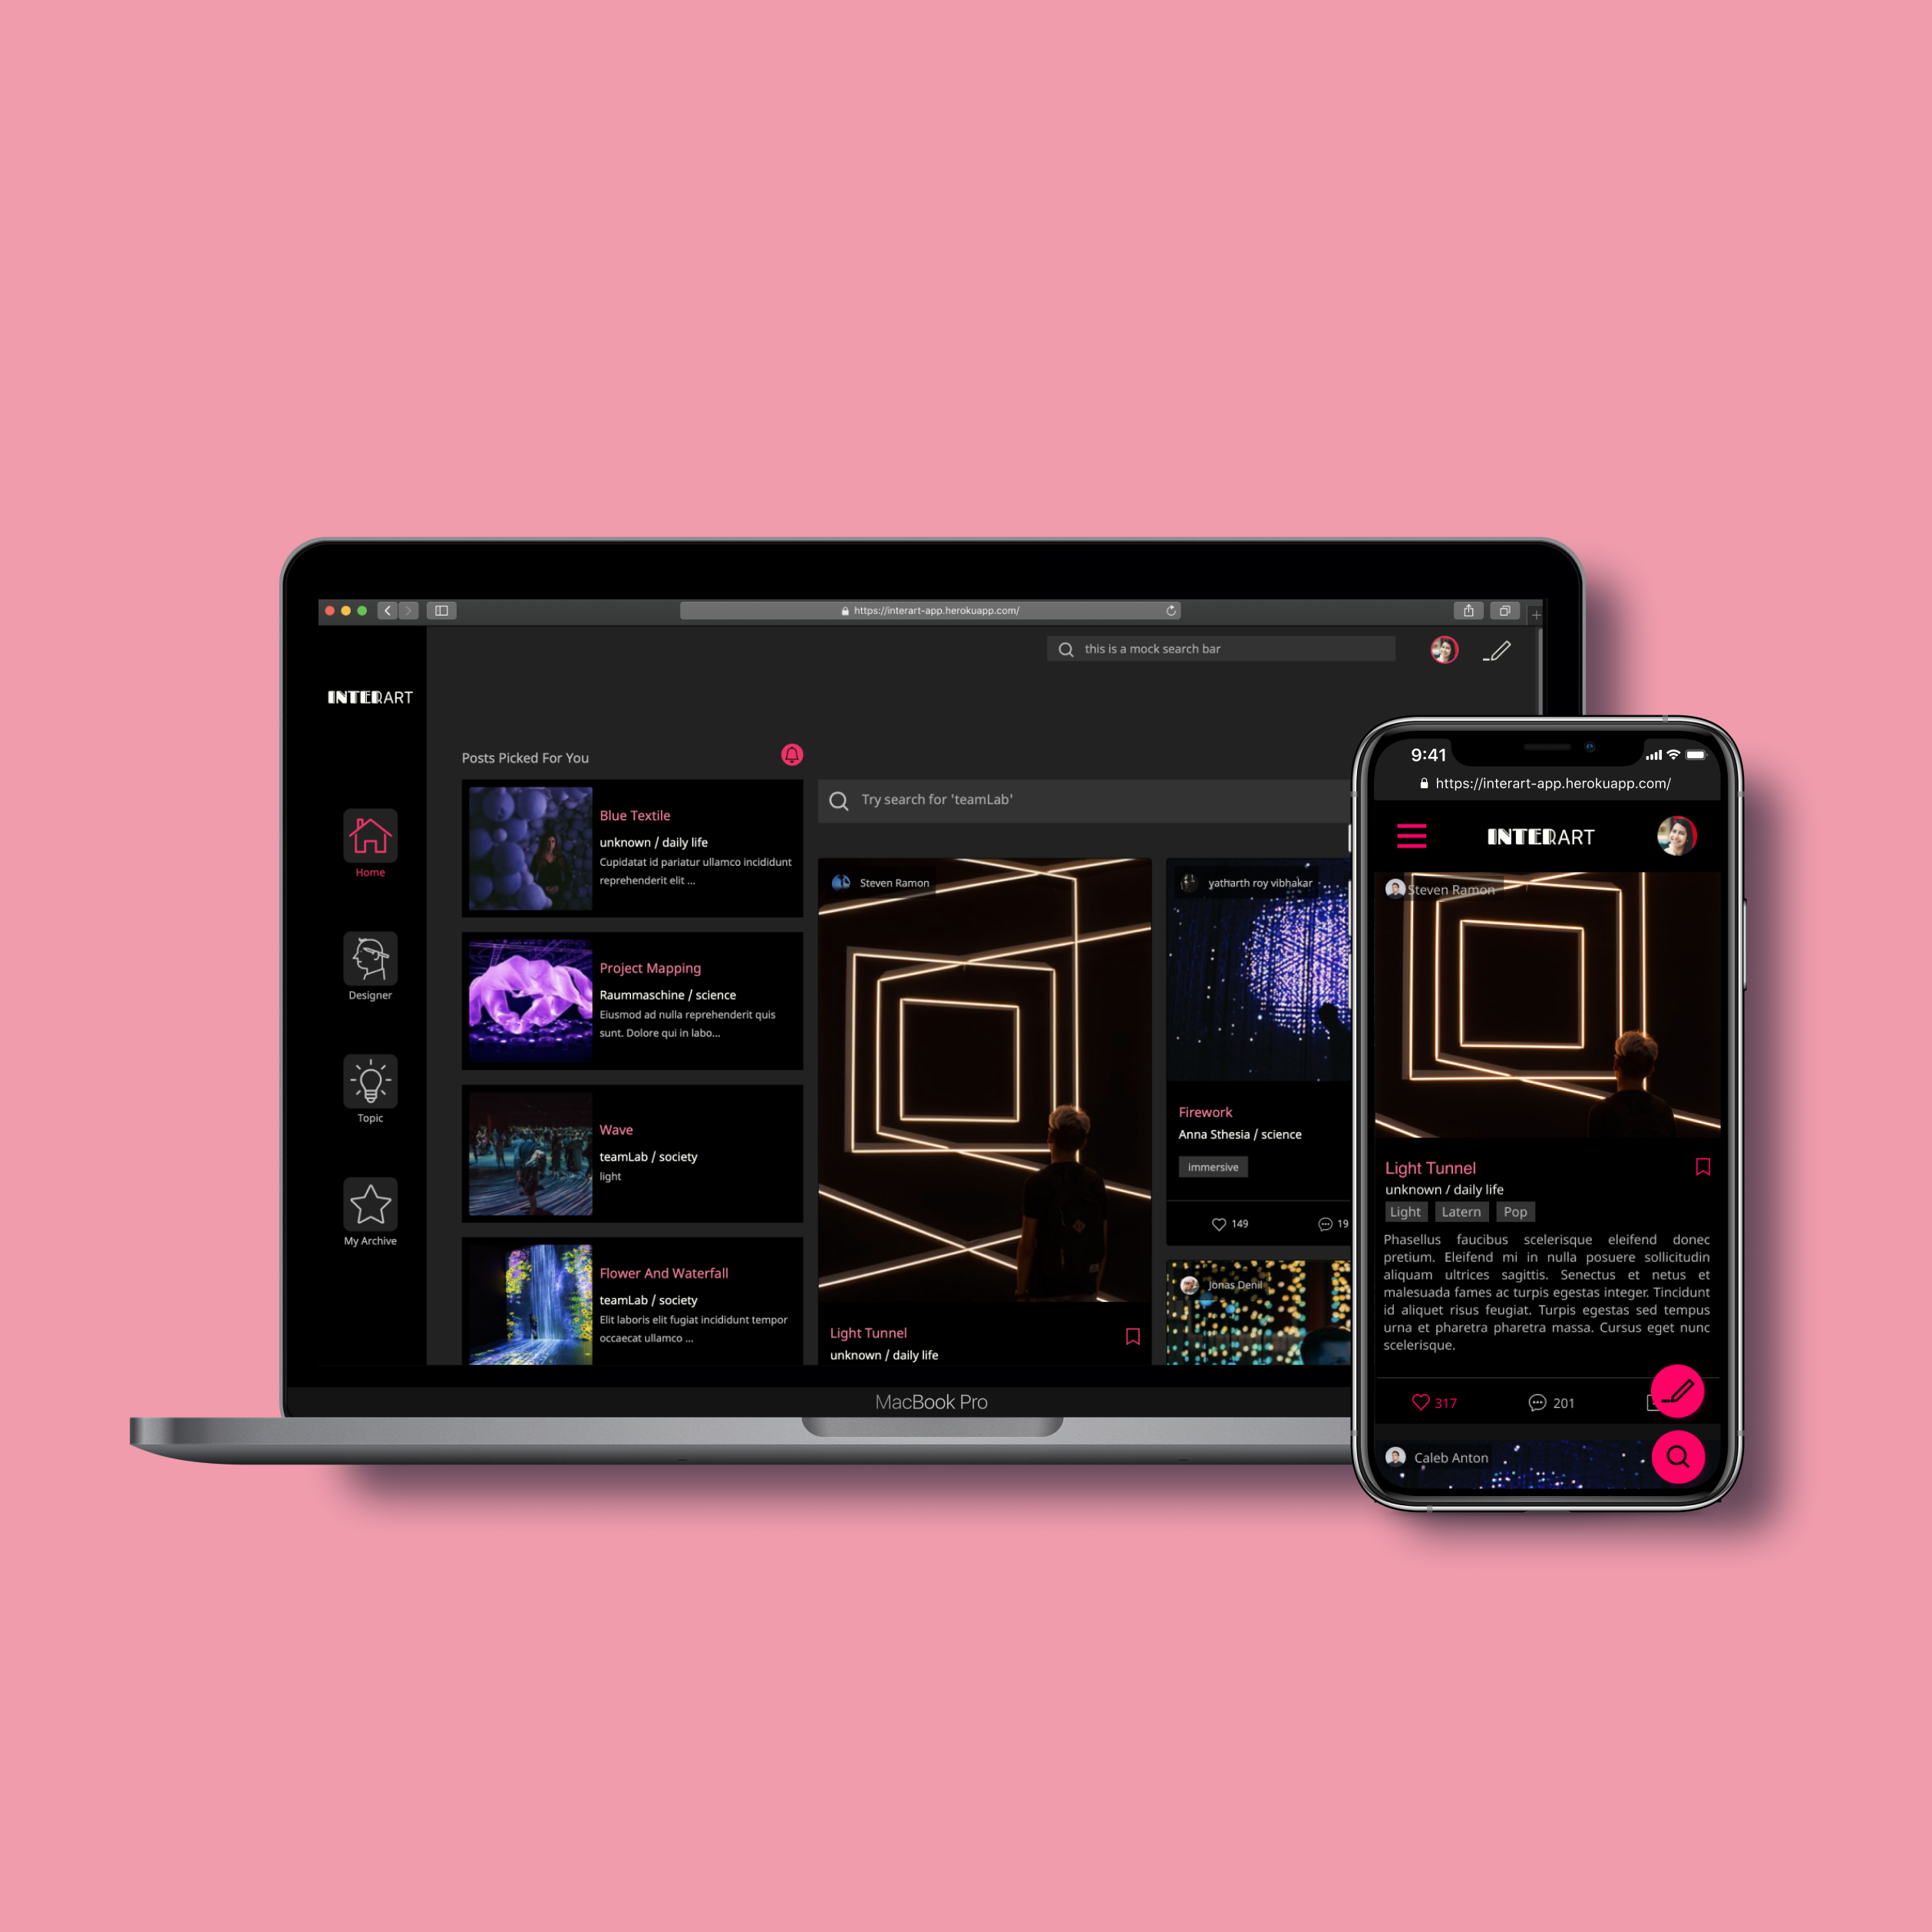 https://interart-app.herokuapp.com/
this is a mock search bar
INTERART
Home
Designer
Topic
My Archive
Posts Picked For You
Blue Textile
unknown / daily life
Cupidatat id pariatur ullamco incididunt
reprehenderit elit ...
Project Mapping
Raummaschine / science
Eiusmod ad nulla reprehenderit quis
sunt. Dolore qui in labo...
Wave
teamLab / society
light
Flower And Waterfall
teamLab / society
Elit laboris elit fugiat incididunt tempor
occaecat ullamco ...
Try search for 'teamLab'
Steven Ramon
Light Tunnel
unknown / daily life
yatharth roy vibhakar
Firework
Anna Sthesia / science
immersive
149 19
Jonas Denil
MacBook Pro
9:41
https://interart-app.herokuapp.com/
INTERART
Steven Ramon
Light Tunnel
unknown / daily life
Light Latern Pop
Phasellus faucibus scelerisque eleifend donec
pretium. Eleifend mi in nulla posuere sollicitudin
aliquam ultrices sagittis. Senectus et netus et
malesuada fames ac turpis egestas integer. Tincidunt
id aliquet risus feugiat. Turpis egestas sed tempus
urna et pharetra pharetra massa. Cursus eget nunc
scelerisque.
317 201
Caleb Anton